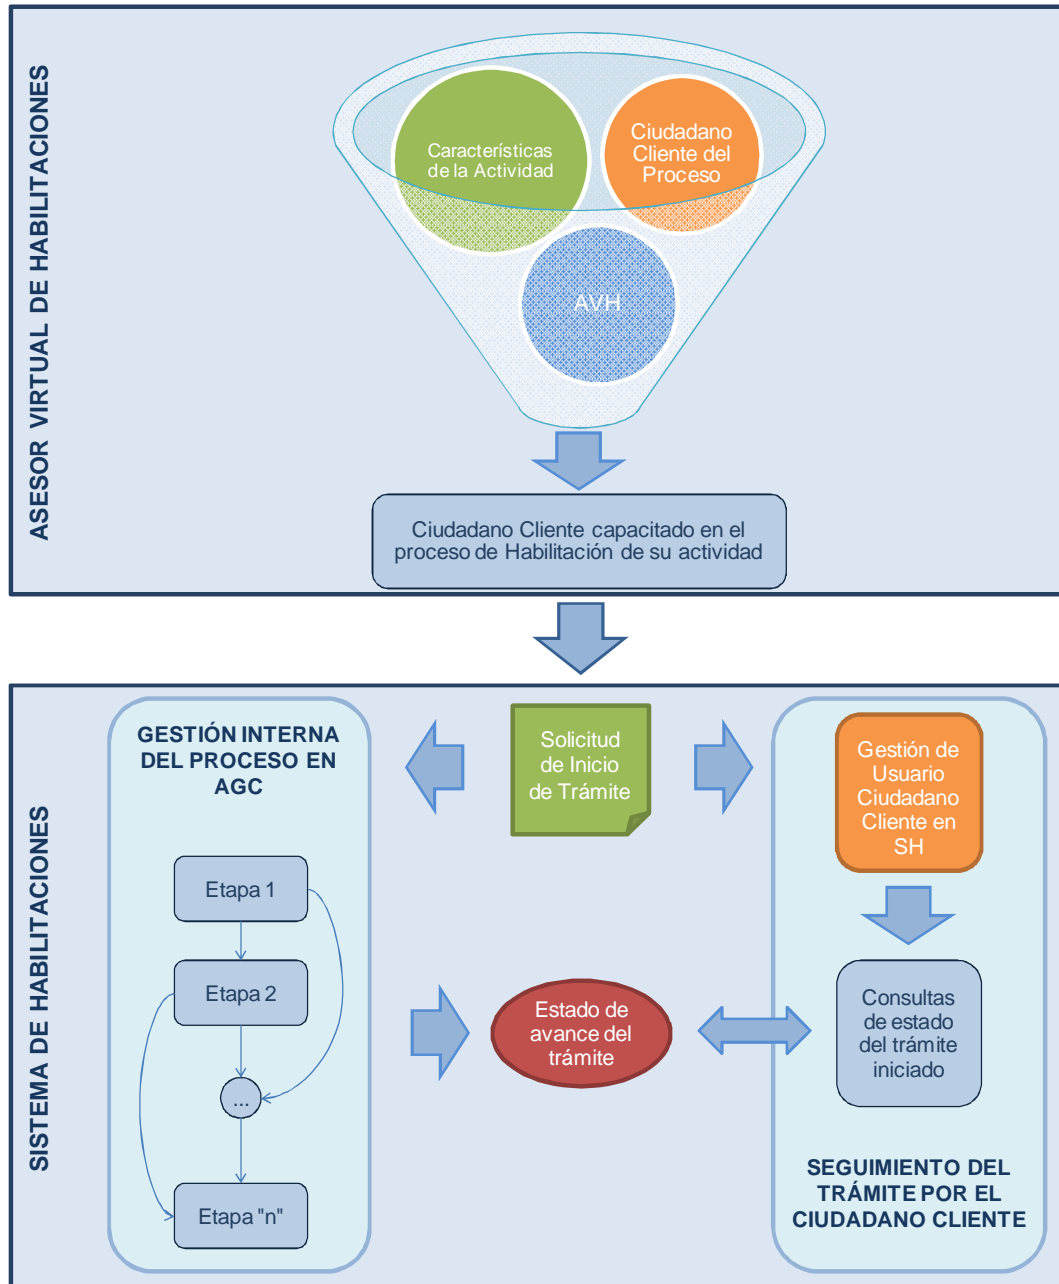 ASESOR VIRTUAL DE HABILITACIONES
Características
de la Actividad
Ciudadano
Cliente del
Proceso
AVH
Ciudadano Cliente capacitado en el
proceso de Habilitación de su actividad
SISTEMA DE HABILITACIONES
GESTIÓN INTERNA
DEL PROCESO EN
AGC
Etapa 1
Etapa 2
...
Etapa "n"
Solicitud
de Inicio
de Trámite
Estado de
avance del
trámite
Gestión de
Usuario
Ciudadano
Cliente en
SH
Consultas
de estado
del trámite
iniciado
SEGUIMIENTO DEL
TRÁMITE POR EL
CIUDADANO CLIENTE